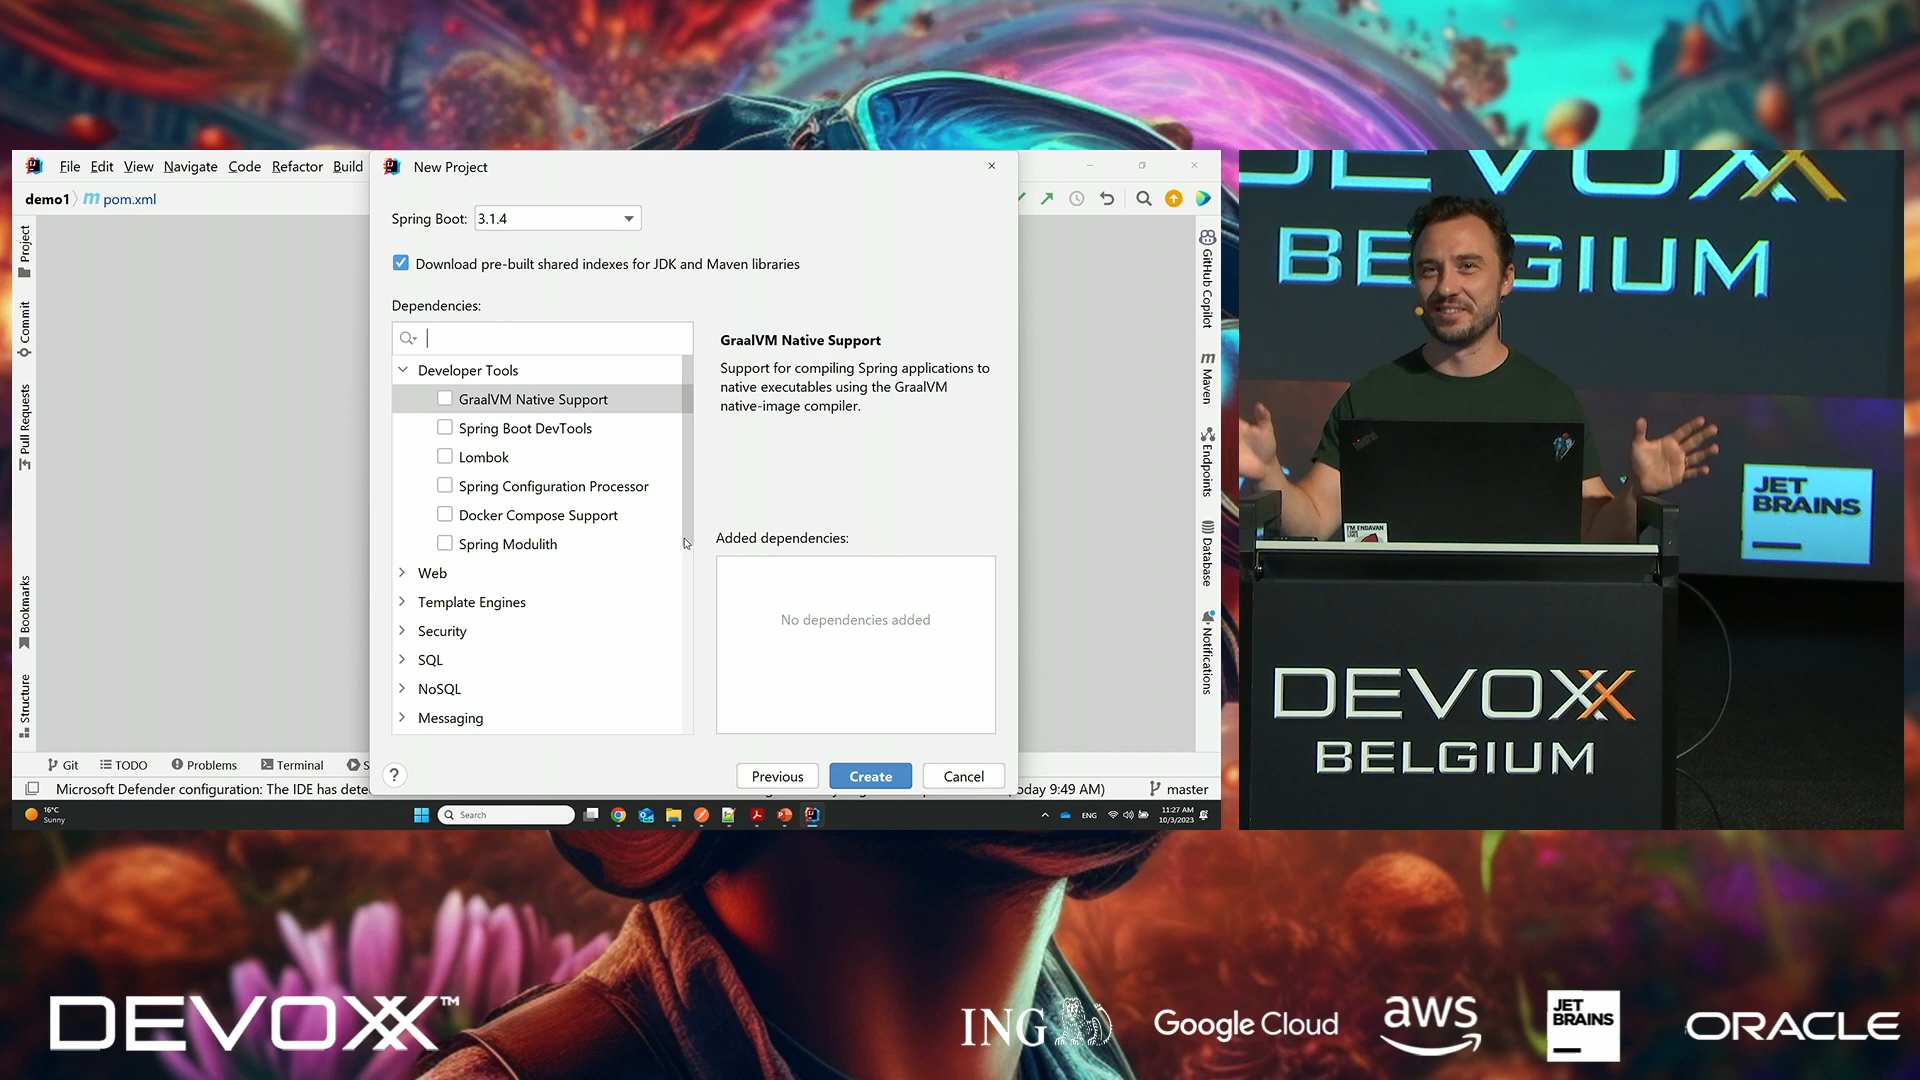 File Edit View Navigate Code Refactor Build
New Project
demo1 pom.xml
Spring Boot: 3.1.4
Download pre-built shared indexes for JDK and Maven libraries
Dependencies:
Developer Tools
GraalVM Native Support
Spring Boot DevTools
Lombok
Spring Configuration Processor
Docker Compose Support
Spring Modulith
Web
Template Engines
Security
SQL
NoSQL
Messaging
GraalVM Native Support
Support for compiling Spring applications to
native executables using the GraalVM
native-image compiler.
Added dependencies:
No dependencies added
? Previous Create Cancel
Project
Commit
Pull Requests
Bookmarks
Structure
GitHub Copilot
Maven
Endpoints
Database
Notifications
Git TODO Problems Terminal S
Microsoft Defender configuration: The IDE has dete
oday 9:49 AM) master
16°C
Sunny
Search
ENG
11:27 AM
10/3/2023
DEVOXX
BELGIUM
JET
BRAINS
I'M ENDAVAN
DEVOXX
BELGIUM
DEVOXX™
ING
Google Cloud
aws
JET
BRAINS
ORACLE